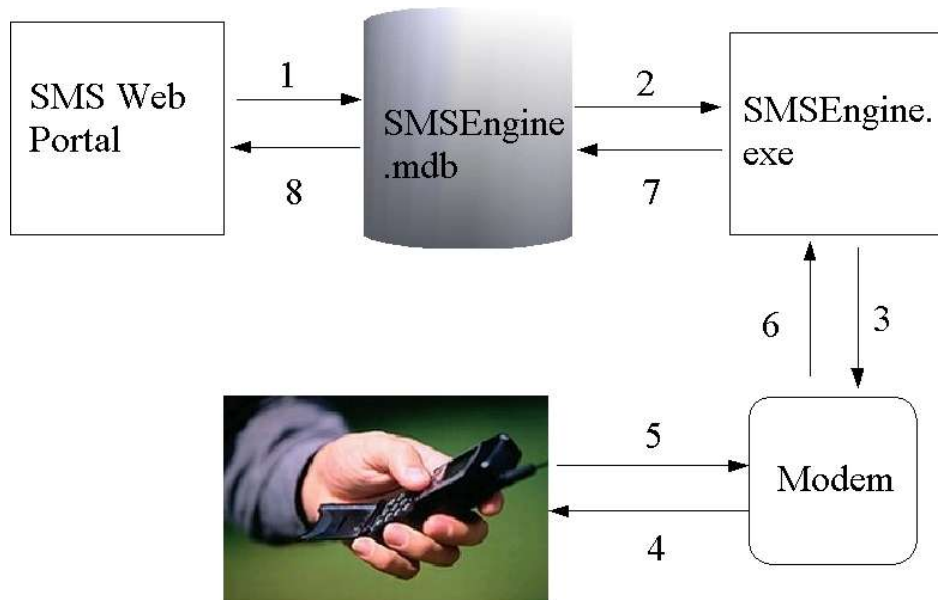 1
2
SMS Web
Portal
SMSEngine
.mdb
SMSEngine.
exe
8
7
6
3
5
Modem
4